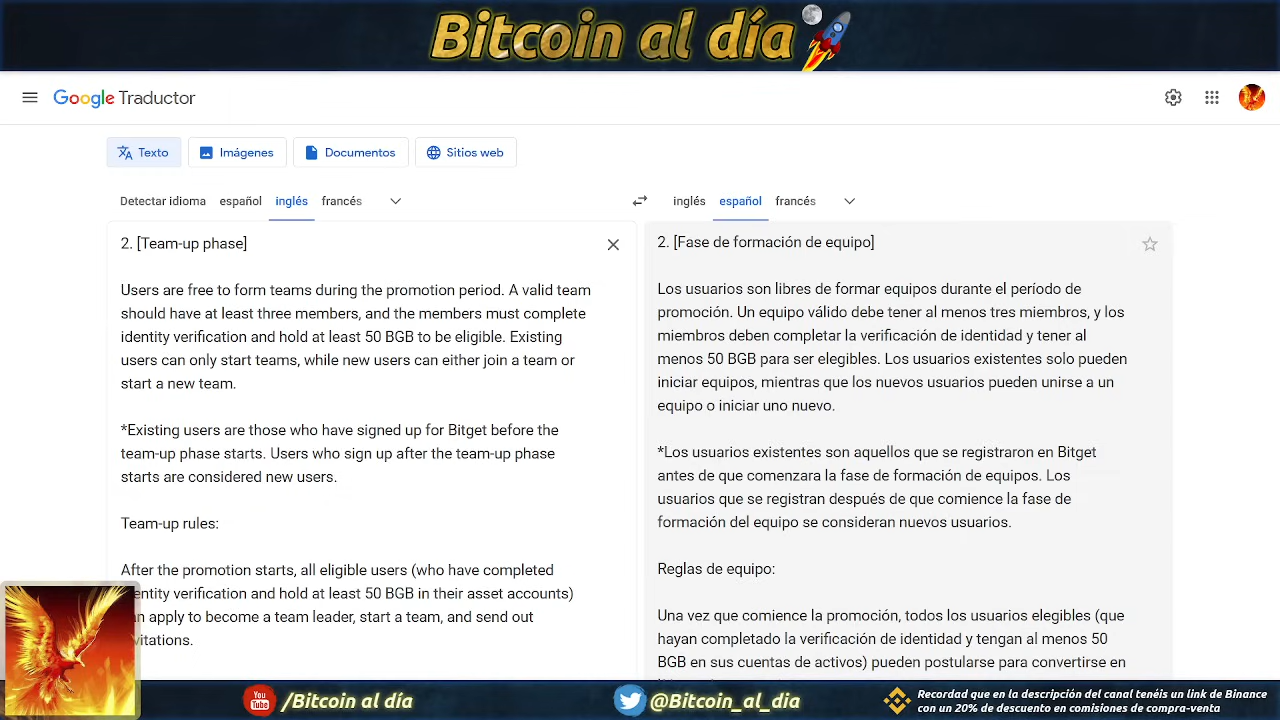 Bitcoin al día
Google Traductor
Texto
Imágenes
Documentos
Sitios web
Detectar idioma español inglés francés
inglés español francés
2. [Team-up phase]
Users are free to form teams during the promotion period. A valid team
should have at least three members, and the members must complete
identity verification and hold at least 50 BGB to be eligible. Existing
users can only start teams, while new users can either join a team or
start a new team.
*Existing users are those who have signed up for Bitget before the
team-up phase starts. Users who sign up after the team-up phase
starts are considered new users.
Team-up rules:
After the promotion starts, all eligible users (who have completed
entity verification and hold at least 50 BGB in their asset accounts)
apply to become a team leader, start a team, and send out
vitations.
2. [Fase de formación de equipo]
Los usuarios son libres de formar equipos durante el período de
promoción. Un equipo válido debe tener al menos tres miembros, y los
miembros deben completar la verificación de identidad y tener al
menos 50 BGB para ser elegibles. Los usuarios existentes solo pueden
iniciar equipos, mientras que los nuevos usuarios pueden unirse a un
equipo o iniciar uno nuevo.
*Los usuarios existentes son aquellos que se registraron en Bitget
antes de que comenzara la fase de formación de equipos. Los
usuarios que se registran después de que comience la fase de
formación del equipo se consideran nuevos usuarios.
Reglas de equipo:
Una vez que comience la promoción, todos los usuarios elegibles (que
hayan completado la verificación de identidad y tengan al menos 50
BGB en sus cuentas de activos) pueden postularse para convertirse en
You
Tube
/Bitcoin al día
@Bitcoin_al_dia
Recordad que en la descripción del canal tenéis un link de Binance
con un 20% de descuento en comisiones de compra-venta